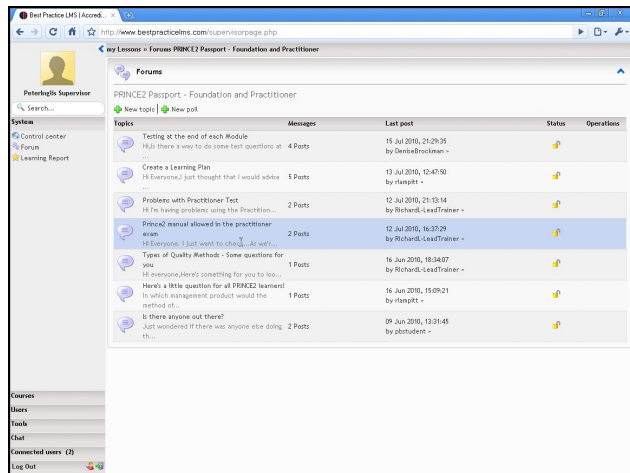 Best Practice LMS | Accredi...
http://www.bestpracticelms.com/supervisorpage.php
my Lessons » Forums PRINCE2 Passport - Foundation and Practitioner
PeterInglis Supervisor
Search...
System
Control center
Forum
Learning Report
Courses
Users
Tools
Chat
Connected users (2)
Log Out
Forums
PRINCE2 Passport - Foundation and Practitioner
New topic | New poll
Topics Messages Last post Status Operations
Testing at the end of each Module
Hi,Is there a way to do some test questions at
...
4 Posts
15 Jul 2010, 21:29:35
by DeniseBrockman »
Create a Learning Plan
Hi Everyone,I just thought that I would advise
...
5 Posts
13 Jul 2010, 12:47:50
by rlampitt »
Problems with Practitioner Test
Hi I'm having problems using the Practition...
2 Posts
12 Jul 2010, 21:13:14
by RichardL-LeadTrainer »
Prince2 manual allowed in the practitioner
exam
Hi Everyone. I just want to check...As we'r...
2 Posts
12 Jul 2010, 16:37:29
by RichardL-LeadTrainer »
Types of Quality Methods - Some questions for
you
Hi everyone,Here's something for you to loo...
1 Posts
16 Jun 2010, 18:34:07
by RichardL-LeadTrainer »
Here's a little question for all PRINCE2 learners!
In which management product would the
method of...
1 Posts
16 Jun 2010, 15:09:21
by rlampitt »
Is there anyone out there?
Just wondered if there was anyone else doing
th...
2 Posts
09 Jun 2010, 13:31:45
by pbstudent »